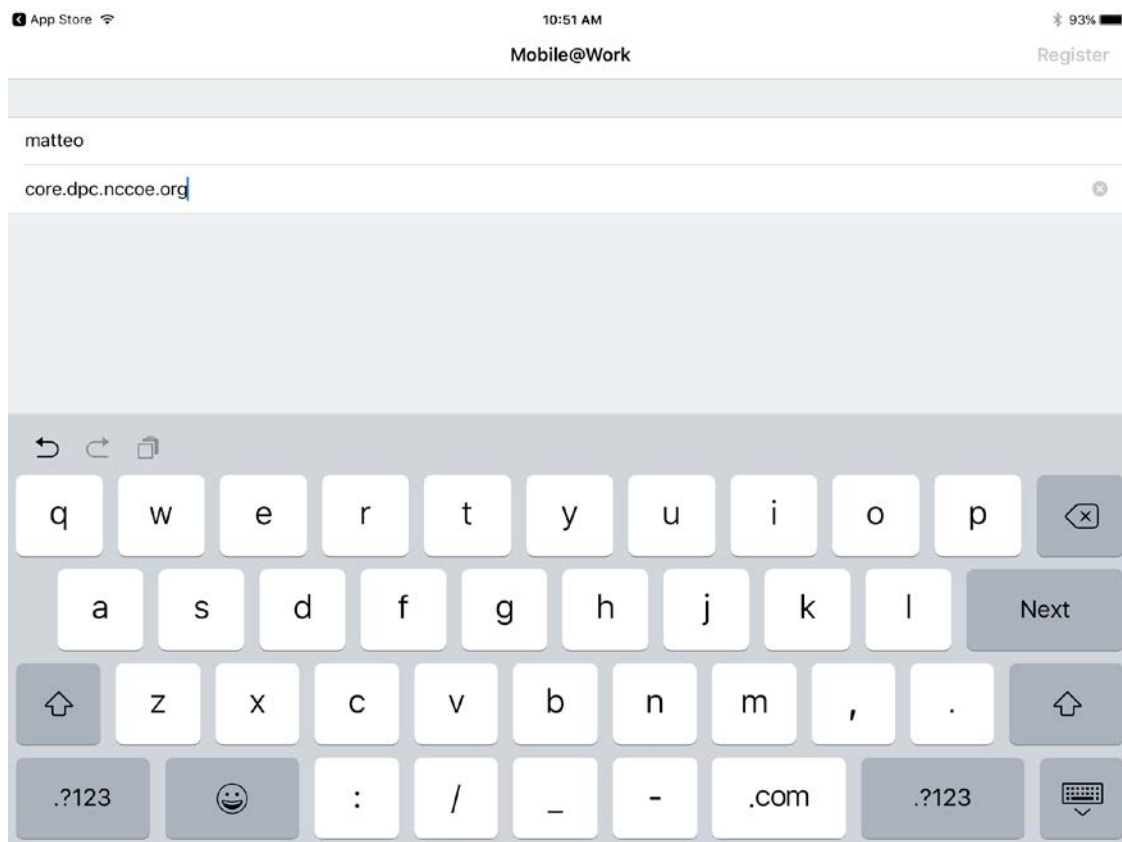 App Store 10:51 AM 93%
Mobile@Work Register
matteo
core.dpc.nccoe.org
q w e r t y u i o p
a s d f g h j k l Next
z x c v b n m , .
.?123 : / _ - .com .?123